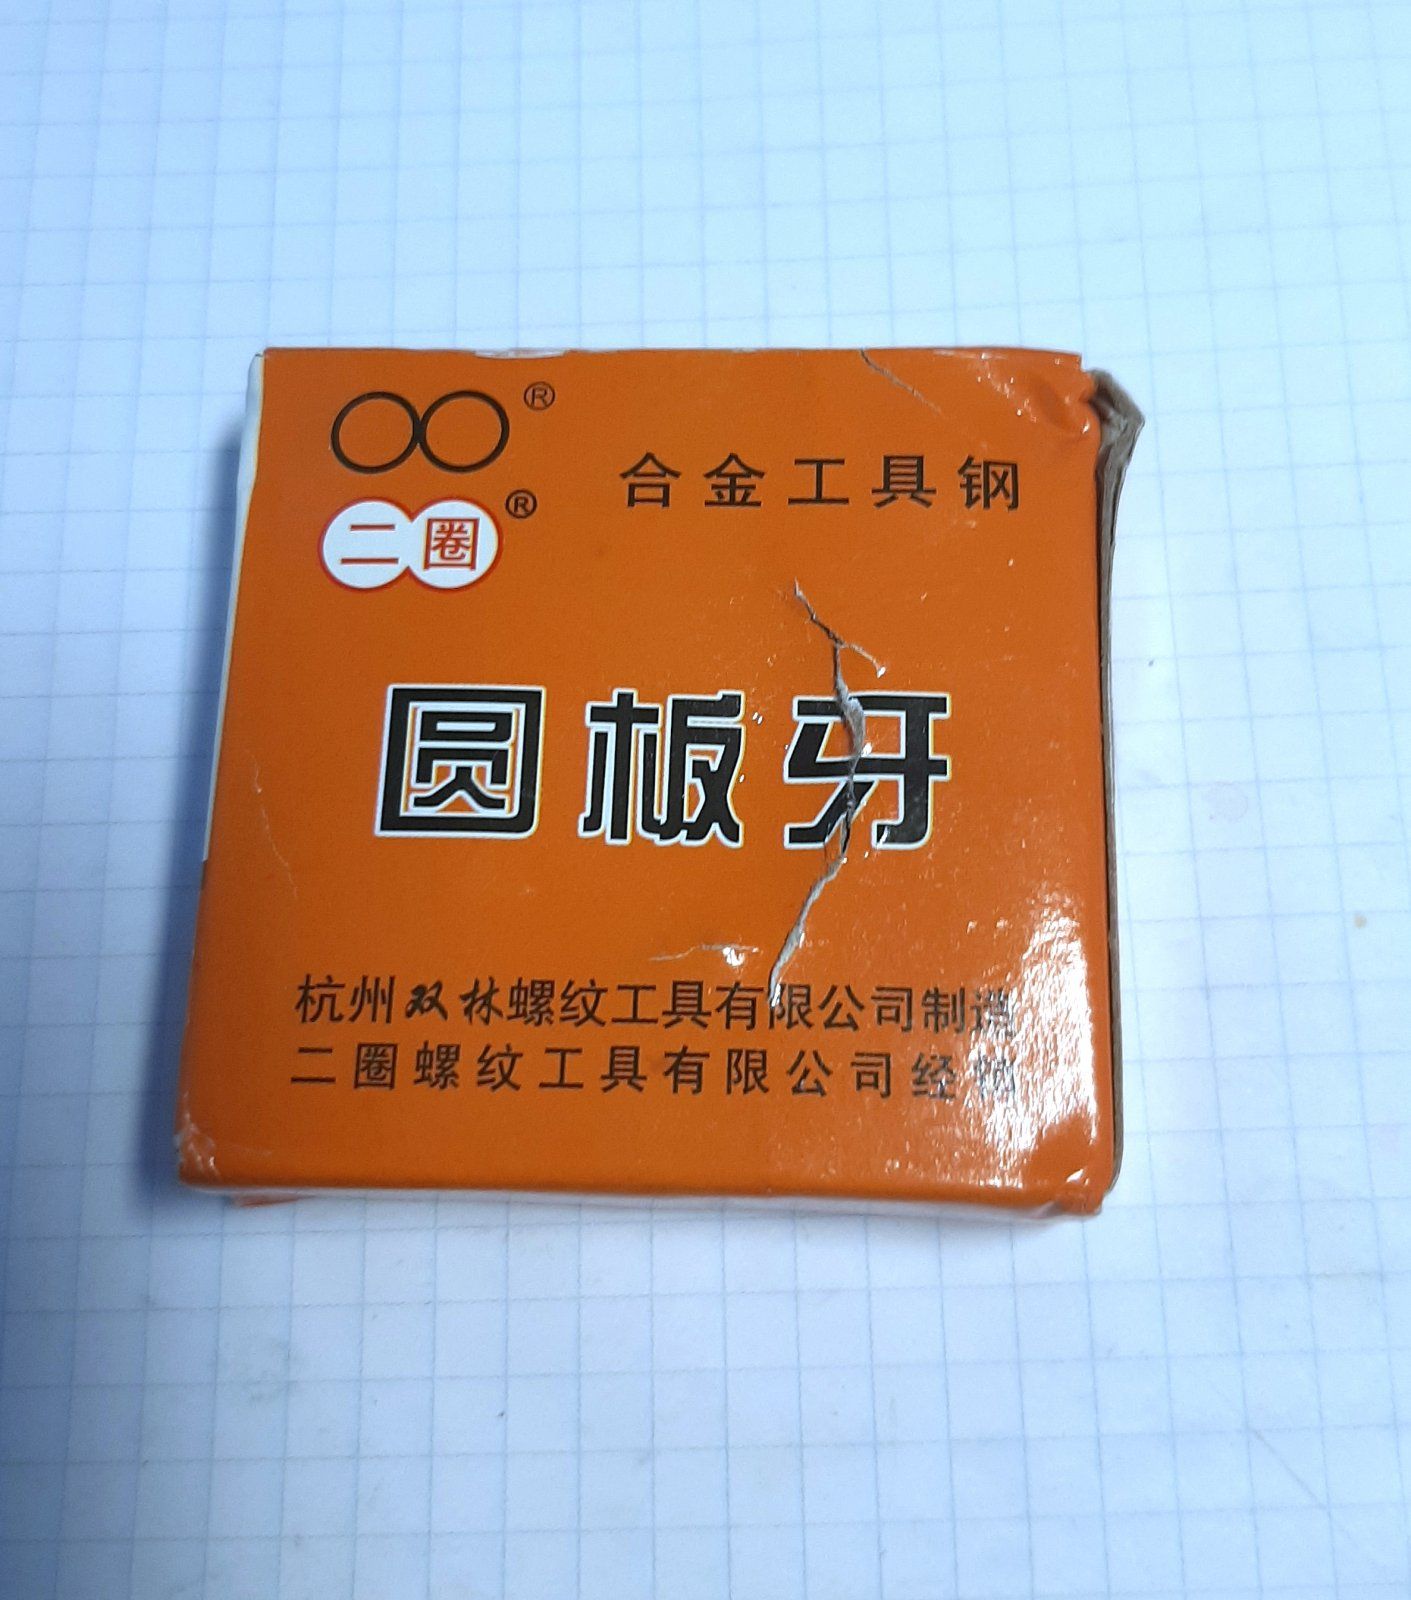 ®
合金工具钢
二圈®
圆板牙
杭州双林螺纹工具有限公司制造
二圈螺纹工具有限公司经销